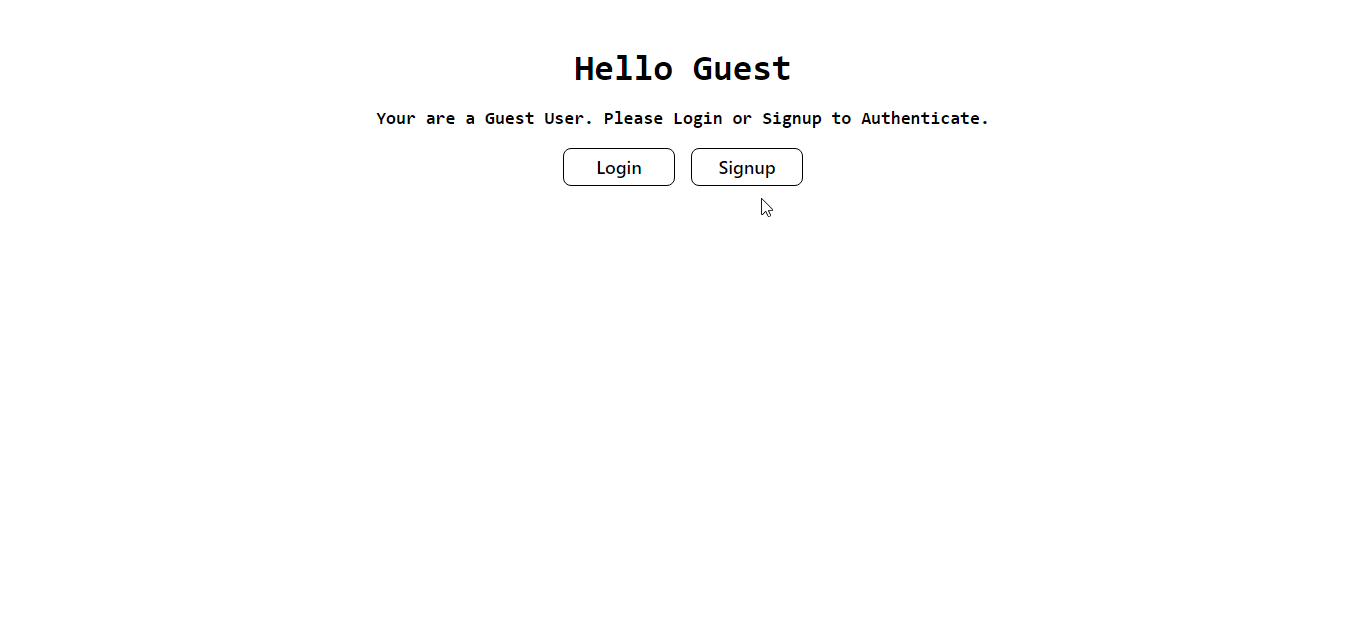 Hello Guest
Your are a Guest User. Please Login or Signup to Authenticate.
Login Signup